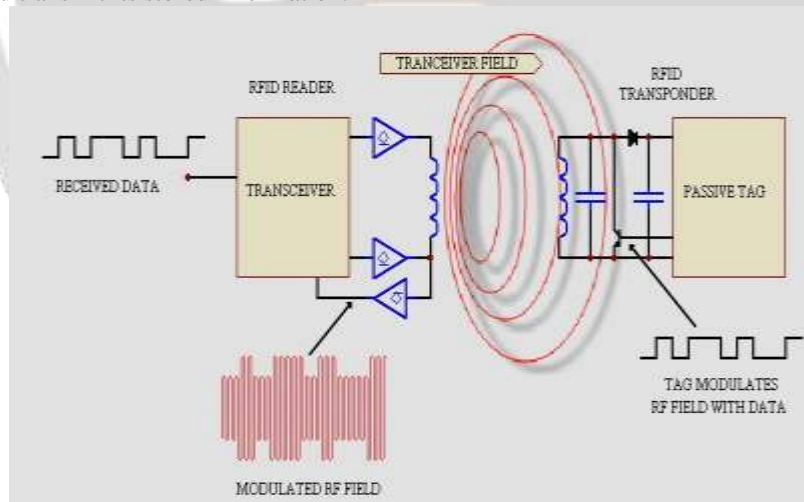 TRANCEIVER FIELD
RFID READER
RFID
TRANSPONDER
RECEIVED DATA
TRANSCEIVER
PASSIVE TAG
TAG MODULATES
RF FIELD WITH DATA
MODULATED RF FIELD